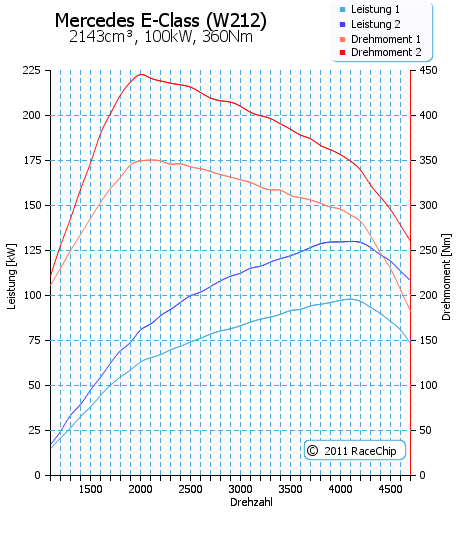 Mercedes E-Class (W212)
2143cm³, 100kW, 360Nm
Leistung 1
Leistung 2
Drehmoment 1
Drehmoment 2
225
200
175
150
125
100
75
50
25
0
Leistung [kW]
450
400
350
300
250
200
150
100
50
0
Drehmoment [Nm]
1500 2000 2500 3000 3500 4000 4500
Drehzahl
© 2011 RaceChip